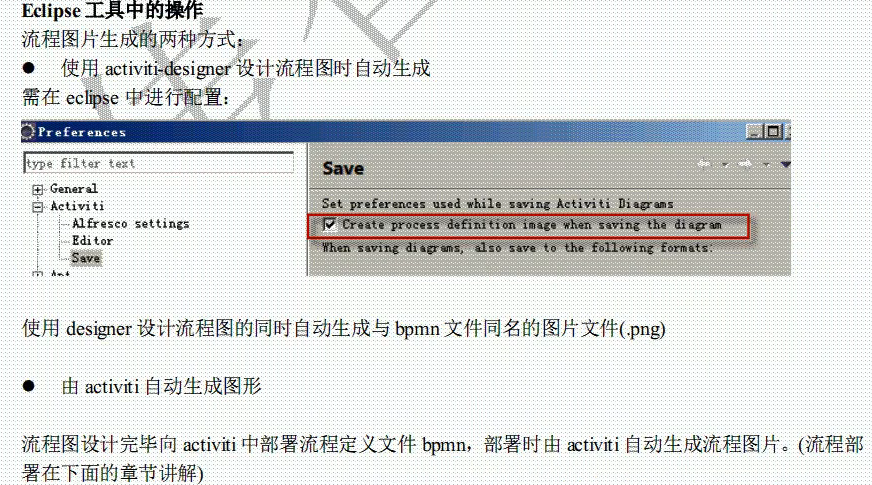 Eclipse 工具中的操作
流程图片生成的两种方式：
● 使用 activiti-designer 设计流程图时自动生成
需在 eclipse 中进行配置：
Preferences
type filter text
Save
General
Set preferences used while saving Activiti Diagrams
Activiti
Create process definition image when saving the diagram
Alfresco settings
Editor
When saving diagrams, also save to the following formats:
Save
Ant
使用 designer 设计流程图的同时自动生成与 bpmn 文件同名的图片文件(.png)
● 由 activiti 自动生成图形
流程图设计完毕向 activiti 中部署流程定义文件 bpmn，部署时由 activiti 自动生成流程图片。(流程部
署在下面的章节讲解)